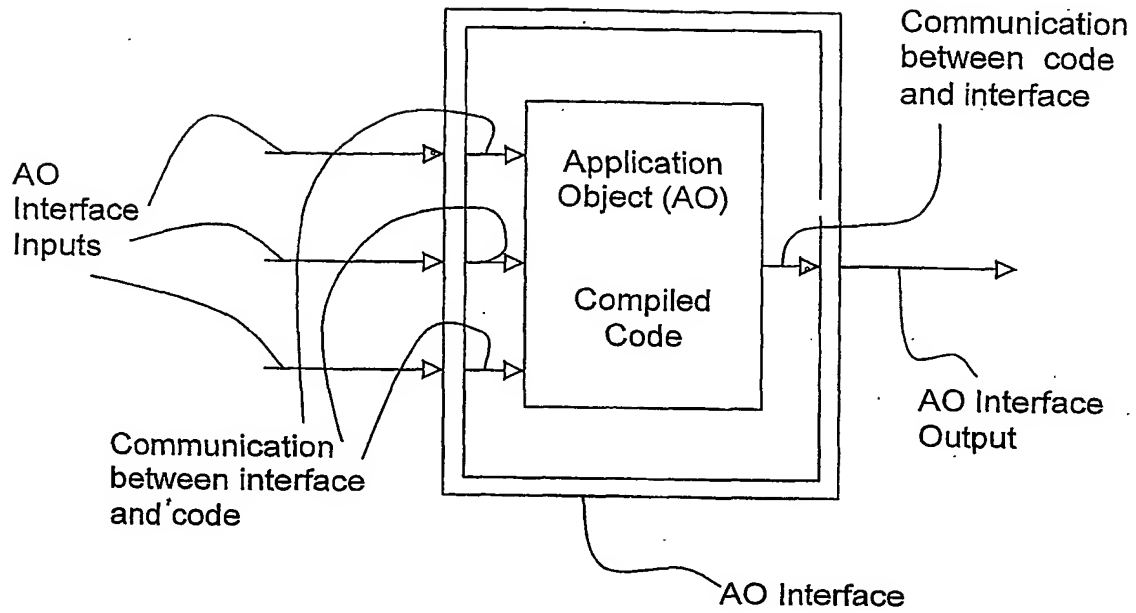 Communication
between code
and interface
AO
Interface
Inputs
Application
Object (AO)
Compiled
Code
AO Interface
Output
Communication
between interface
and code
AO Interface